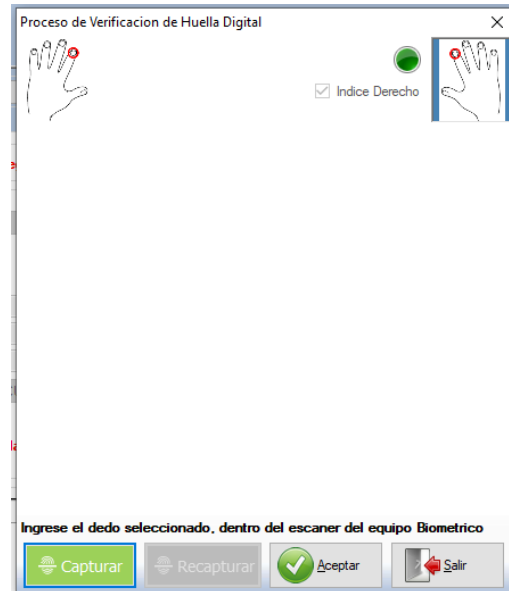 Proceso de Verificacion de Huella Digital
Indice Derecho
Ingrese el dedo seleccionado, dentro del escaner del equipo Biometrico
Capturar
Recapturar
Aceptar
Salir